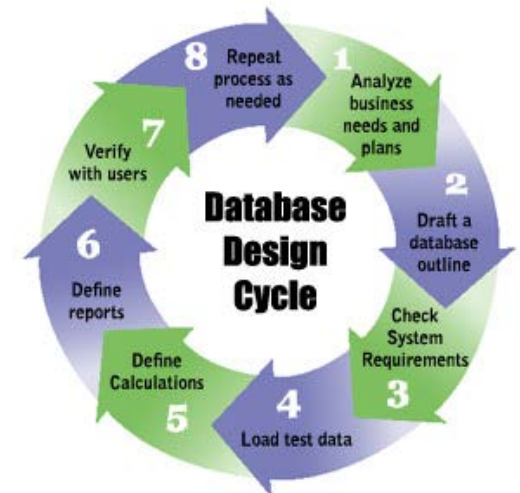 Database
Design
Cycle
1
Analyze
business
needs and
plans
2
Draft a
database
outline
Check
System
Requirements
3
4
Load test data
Define
Calculations
5
6
Define
reports
7
Verify
with users
8
Repeat
process as
needed